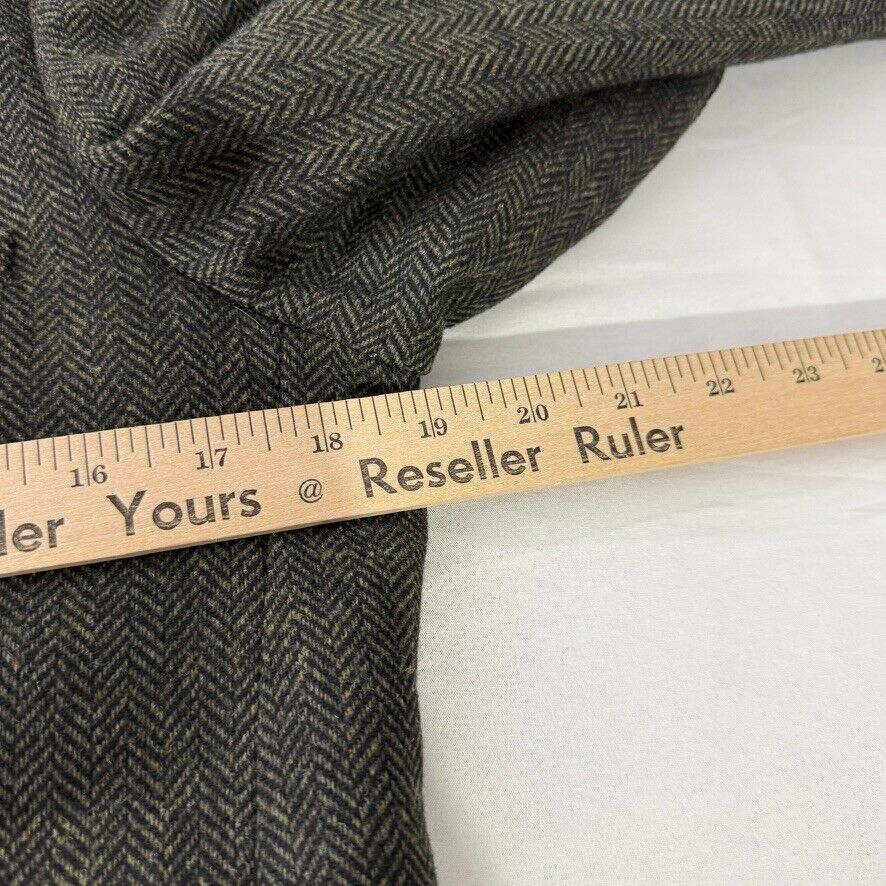 16 17 18 19 20 21 22 23
Yours @ Reseller Ruler